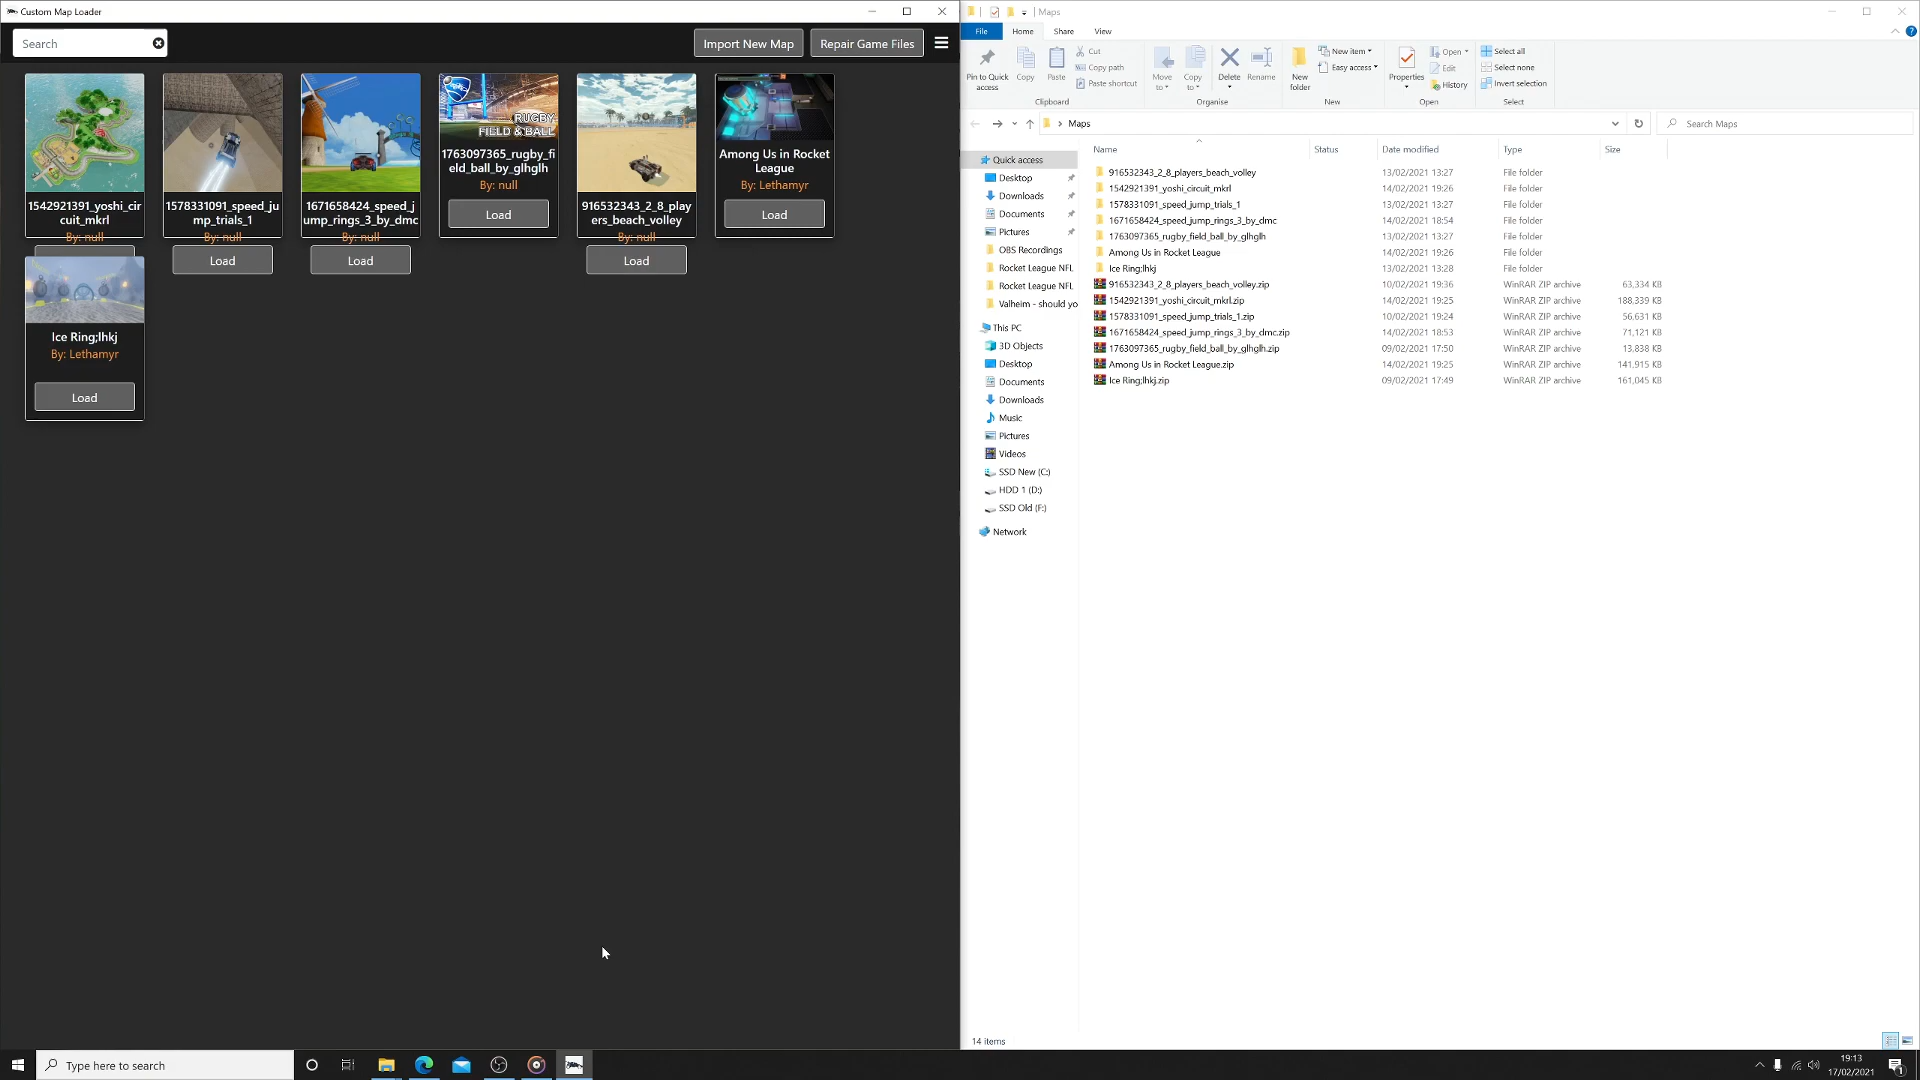 Custom Map Loader
Search
Import New Map
Repair Game Files
1542921391_yoshi_cir
cuit_mkrl
By: null
1578331091_speed_ju
mp_trials_1
By: null
Load
1671658424_speed_j
ump_rings_3_by_dmc
By: null
Load
RUGBY
FIELD & BALL
1763097365_rugby_fi
eld_ball_by_glhglh
By: null
Load
916532343_2_8_play
ers_beach_volley
By: null
Load
Among Us in Rocket
League
By: Lethamyr
Load
Ice Ring;lhkj
By: Lethamyr
Load
Maps
File
Home
Share
View
Pin to Quick
access
Copy
Paste
Cut
Copy path
Paste shortcut
Clipboard
Move
to
Copy
to
Delete
Rename
Organise
New
folder
New item
Easy access
New
Properties
Open
Edit
History
Open
Select all
Select none
Invert selection
Select
Maps
Search Maps
Quick access
Desktop
Downloads
Documents
Pictures
OBS Recordings
Rocket League NFL
Rocket League NFL
Valheim - should yo
This PC
3D Objects
Desktop
Documents
Downloads
Music
Pictures
Videos
SSD New (C:)
HDD 1 (D:)
SSD Old (F:)
Network
Name Status Date modified Type Size
916532343_2_8_players_beach_volley 13/02/2021 13:27 File folder
1542921391_yoshi_circuit_mkrl 14/02/2021 19:26 File folder
1578331091_speed_jump_trials_1 13/02/2021 13:27 File folder
1671658424_speed_jump_rings_3_by_dmc 14/02/2021 18:54 File folder
1763097365_rugby_field_ball_by_glhglh 13/02/2021 13:27 File folder
Among Us in Rocket League 14/02/2021 19:26 File folder
Ice Ring;lhkj 13/02/2021 13:28 File folder
916532343_2_8_players_beach_volley.zip 10/02/2021 19:36 WinRAR ZIP archive 63,334 KB
1542921391_yoshi_circuit_mkrl.zip 14/02/2021 19:25 WinRAR ZIP archive 188,339 KB
1578331091_speed_jump_trials_1.zip 10/02/2021 19:24 WinRAR ZIP archive 56,631 KB
1671658424_speed_jump_rings_3_by_dmc.zip 14/02/2021 18:53 WinRAR ZIP archive 71,121 KB
1763097365_rugby_field_ball_by_glhglh.zip 09/02/2021 17:50 WinRAR ZIP archive 13,838 KB
Among Us in Rocket League.zip 14/02/2021 19:25 WinRAR ZIP archive 141,915 KB
Ice Ring;lhkj.zip 09/02/2021 17:49 WinRAR ZIP archive 161,045 KB
14 items
Type here to search
19:13
17/02/2021